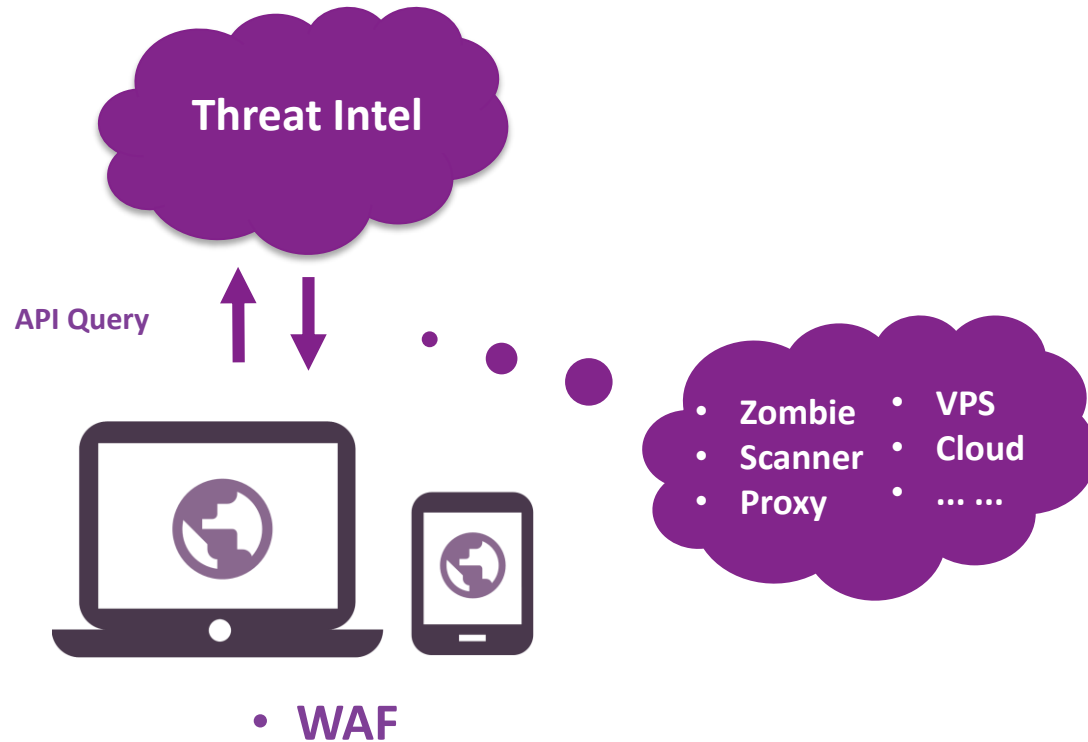 Threat Intel
API Query
• Zombie
• Scanner
• Proxy
• VPS
• Cloud
• ... ...
• WAF